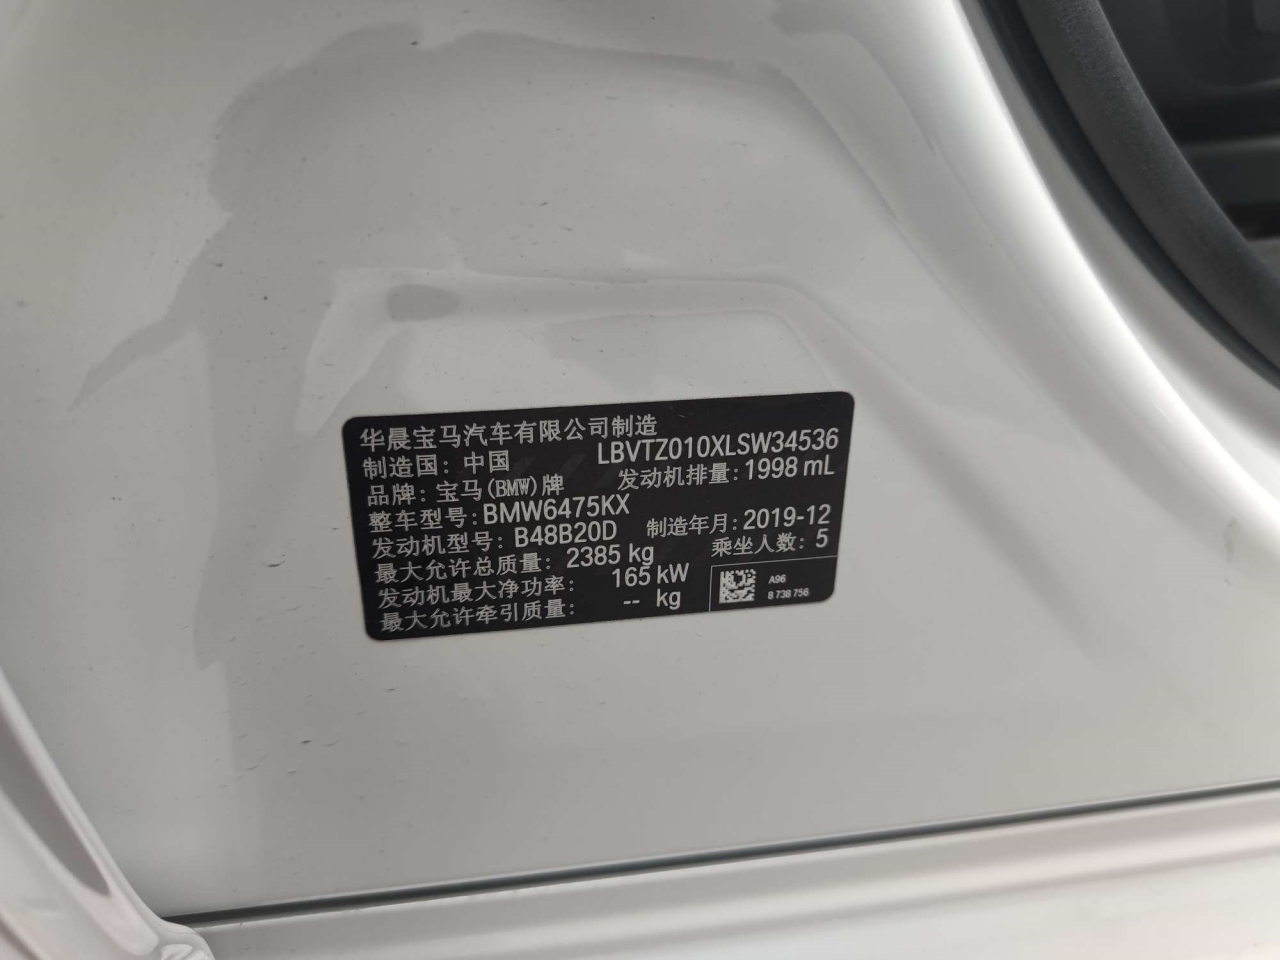 华晨宝马汽车有限公司制造
制造国：中国 LBVTZ010XLSW34536
品牌：宝马(BMW)牌 发动机排量：1998 mL
整车型号：BMW6475KX
发动机型号：B48B20D 制造年月：2019-12
最大允许总质量：2385 kg 乘坐人数：5
发动机最大净功率：165 kW
最大允许牵引质量：-- kg
A96
8 738 756